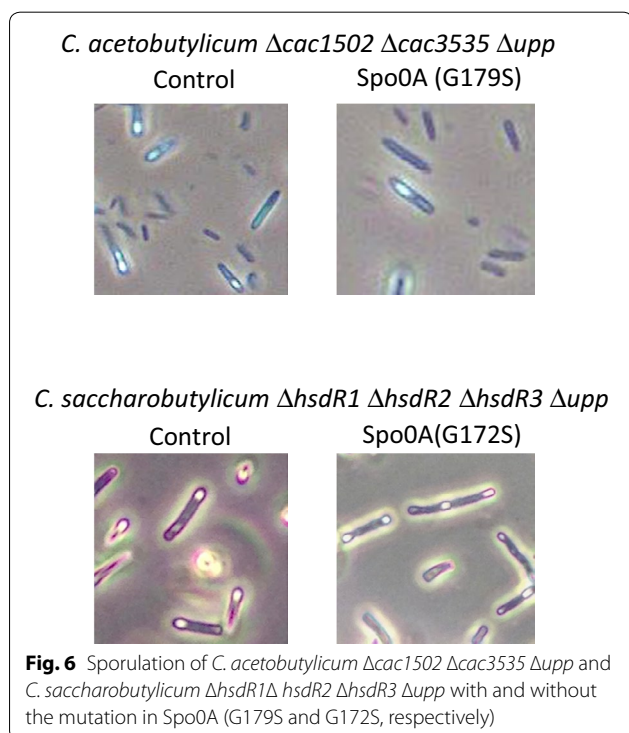 C. acetobutylicum Δcac1502 Δcac3535 Δupp
Control Spo0A (G179S)
C. saccharobutylicum ΔhsdR1 ΔhsdR2 ΔhsdR3 Δupp
Control Spo0A(G172S)
Fig. 6 Sporulation of C. acetobutylicum Δcac1502 Δcac3535 Δupp and
C. saccharobutylicum ΔhsdR1Δ hsdR2 ΔhsdR3 Δupp with and without
the mutation in Spo0A (G179S and G172S, respectively)